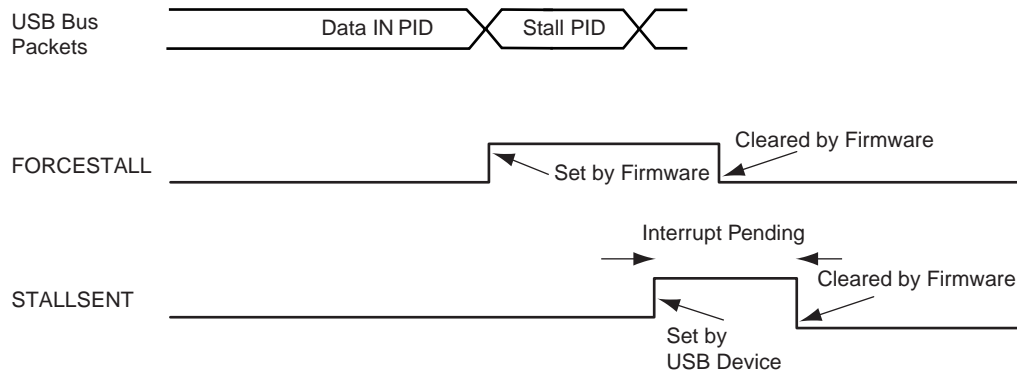 USB Bus
Packets
Data IN PID
Stall PID
FORCESTALL
Set by Firmware
Cleared by Firmware
Interrupt Pending
STALLSENT
Set by
USB Device
Cleared by Firmware